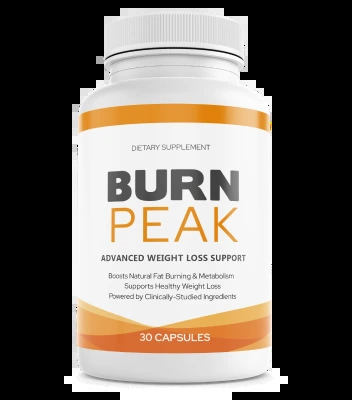 DIETARY SUPPLEMENT
BURN
PEAK
ADVANCED WEIGHT LOSS SUPPORT
Boosts Natural Fat Burning & Metabolism
Supports Healthy Weight Loss
Powered by Clinically-Studied Ingredients
30 CAPSULES